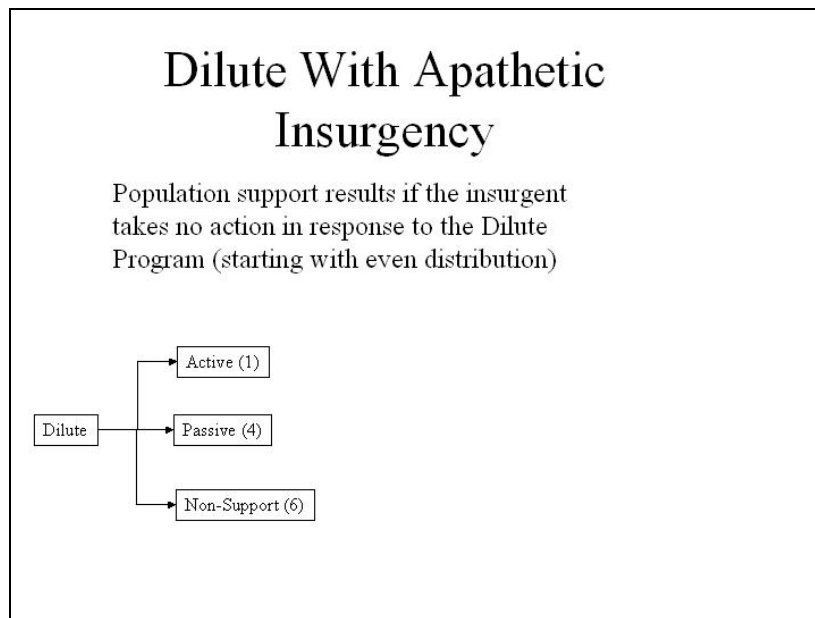 Dilute With Apathetic
Insurgency
Population support results if the insurgent
takes no action in response to the Dilute
Program (starting with even distribution)
Active (1)
Dilute
Passive (4)
Non-Support (6)